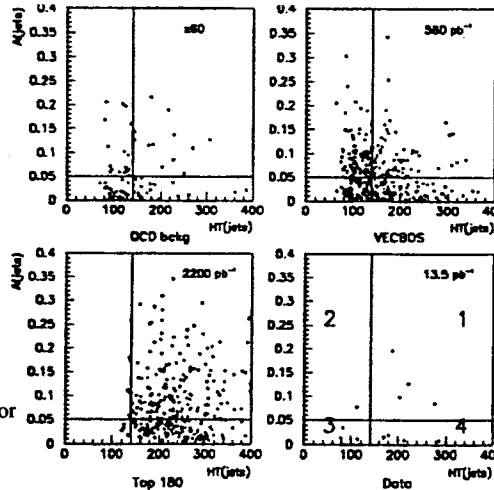 A(jets)
0.4
0.35
0.3
0.25
0.2
0.15
0.1
0.05
0
x60
0 100 200 300 400
HT(jets)
QCD bckg
0.4
0.35
0.3
0.25
0.2
0.15
0.1
0.05
0
580 pb⁻¹
0 100 200 300 400
HT(jets)
VECBOS
A(jets)
0.4
0.35
0.3
0.25
0.2
0.15
0.1
0.05
0
2200 pb⁻¹
0 100 200 300 400
HT(jets)
Top 180
or
0.4
0.35
0.3
0.25
0.2
0.15
0.1
0.05
0
13.5 pb⁻¹
2 1
3 4
0 100 200 300 400
HT(jets)
Data